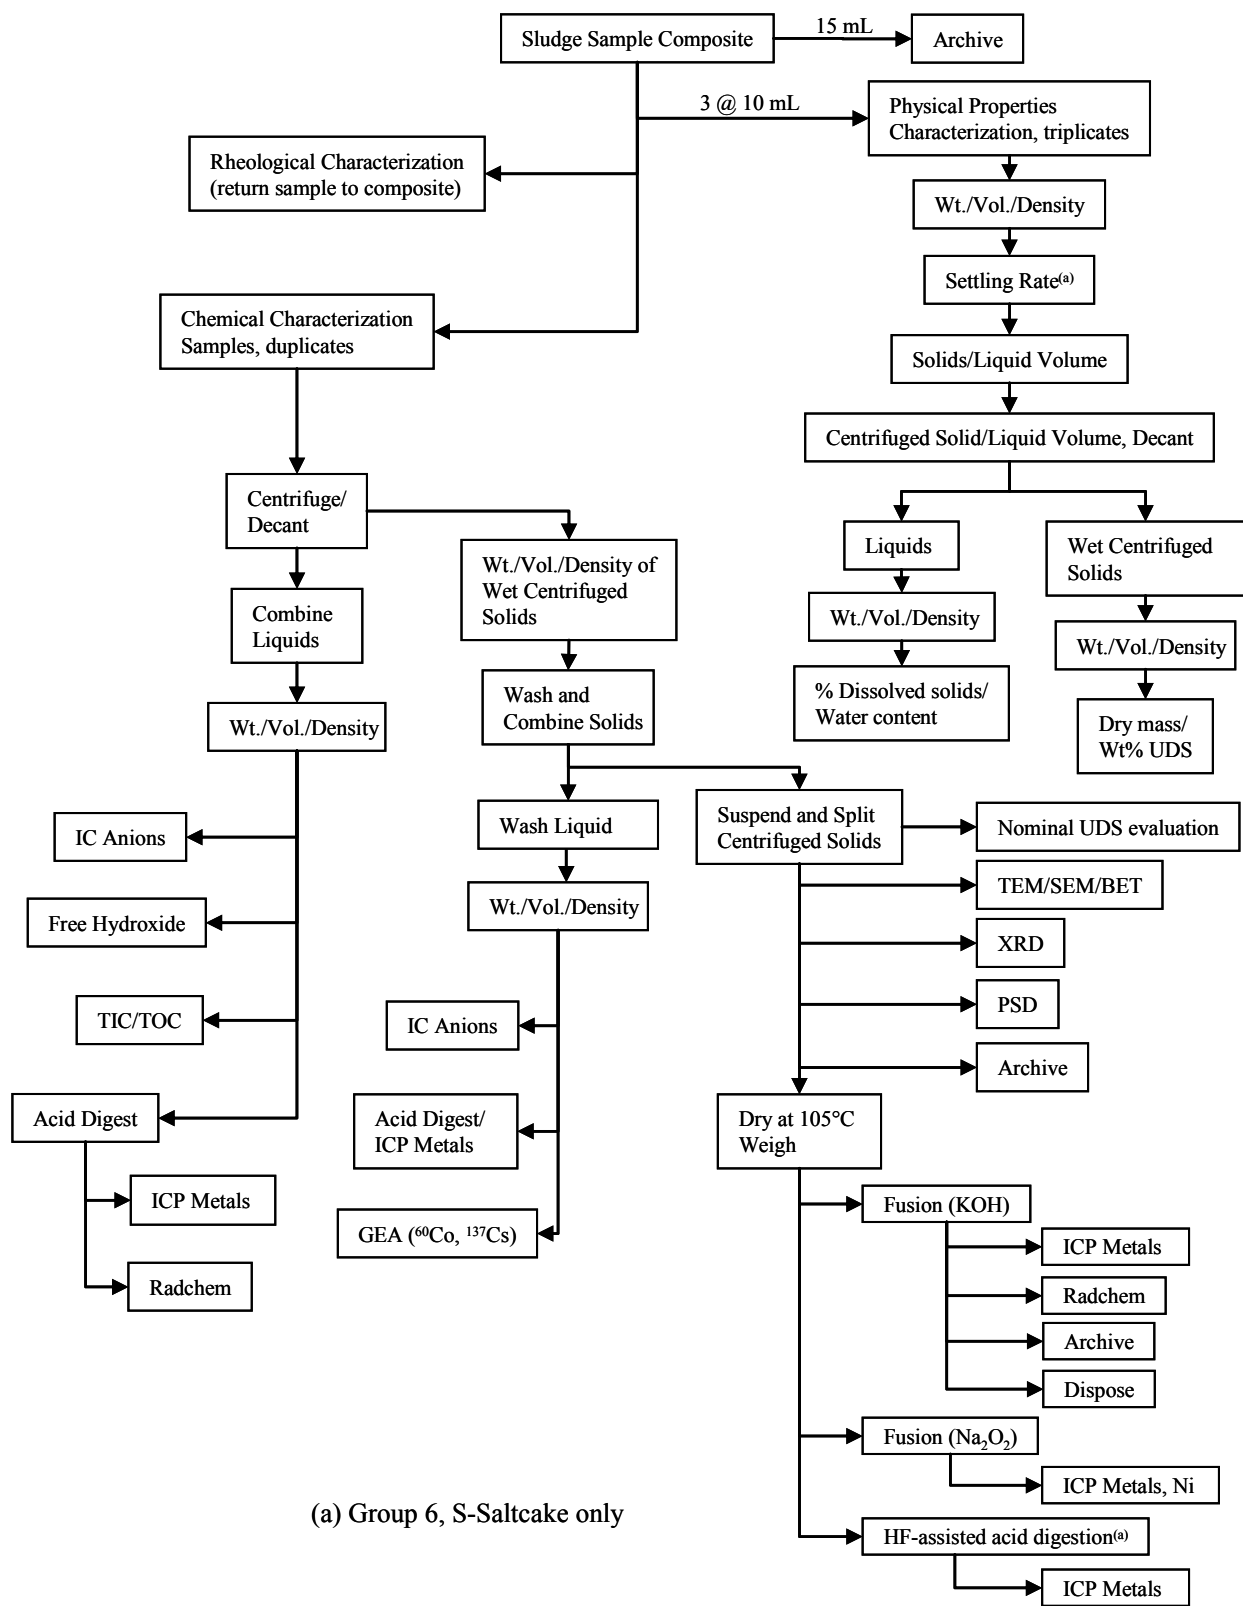 Sludge Sample Composite
15 mL
Archive
3 @ 10 mL
Physical Properties
Characterization, triplicates
Rheological Characterization
(return sample to composite)
Wt./Vol./Density
Settling Rate(a)
Chemical Characterization
Samples, duplicates
Solids/Liquid Volume
Centrifuged Solid/Liquid Volume, Decant
Centrifuge/
Decant
Wt./Vol./Density of
Wet Centrifuged
Solids
Liquids
Wet Centrifuged
Solids
Combine
Liquids
Wt./Vol./Density
Wt./Vol./Density
Wash and
Combine Solids
% Dissolved solids/
Water content
Dry mass/
Wt% UDS
Wt./Vol./Density
IC Anions
Free Hydroxide
TIC/TOC
Acid Digest
ICP Metals
Radchem
Wash Liquid
Wt./Vol./Density
IC Anions
Acid Digest/
ICP Metals
GEA (⁶⁰Co, ¹³⁷Cs)
Suspend and Split
Centrifuged Solids
Nominal UDS evaluation
TEM/SEM/BET
XRD
PSD
Archive
Dry at 105°C
Weigh
Fusion (KOH)
ICP Metals
Radchem
Archive
Dispose
Fusion (Na₂O₂)
ICP Metals, Ni
HF-assisted acid digestion(a)
ICP Metals
(a) Group 6, S-Saltcake only